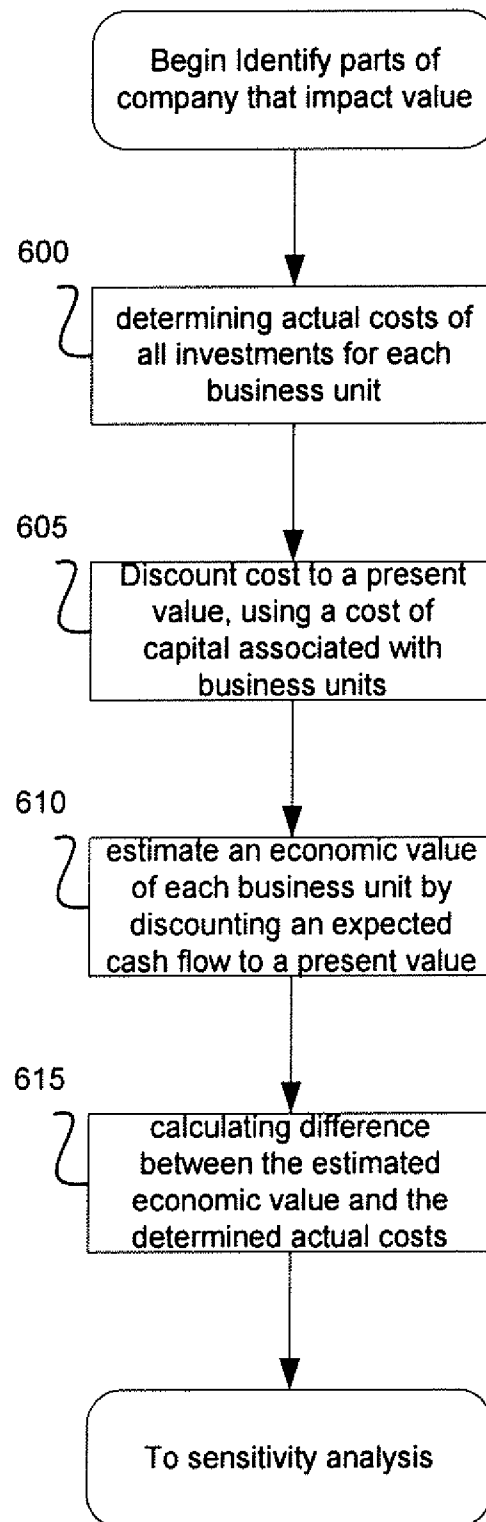 Begin Identify parts of
company that impact value
600
determining actual costs of
all investments for each
business unit
605
Discount cost to a present
value, using a cost of
capital associated with
business units
610
estimate an economic value
of each business unit by
discounting an expected
cash flow to a present value
615
calculating difference
between the estimated
economic value and the
determined actual costs
To sensitivity analysis